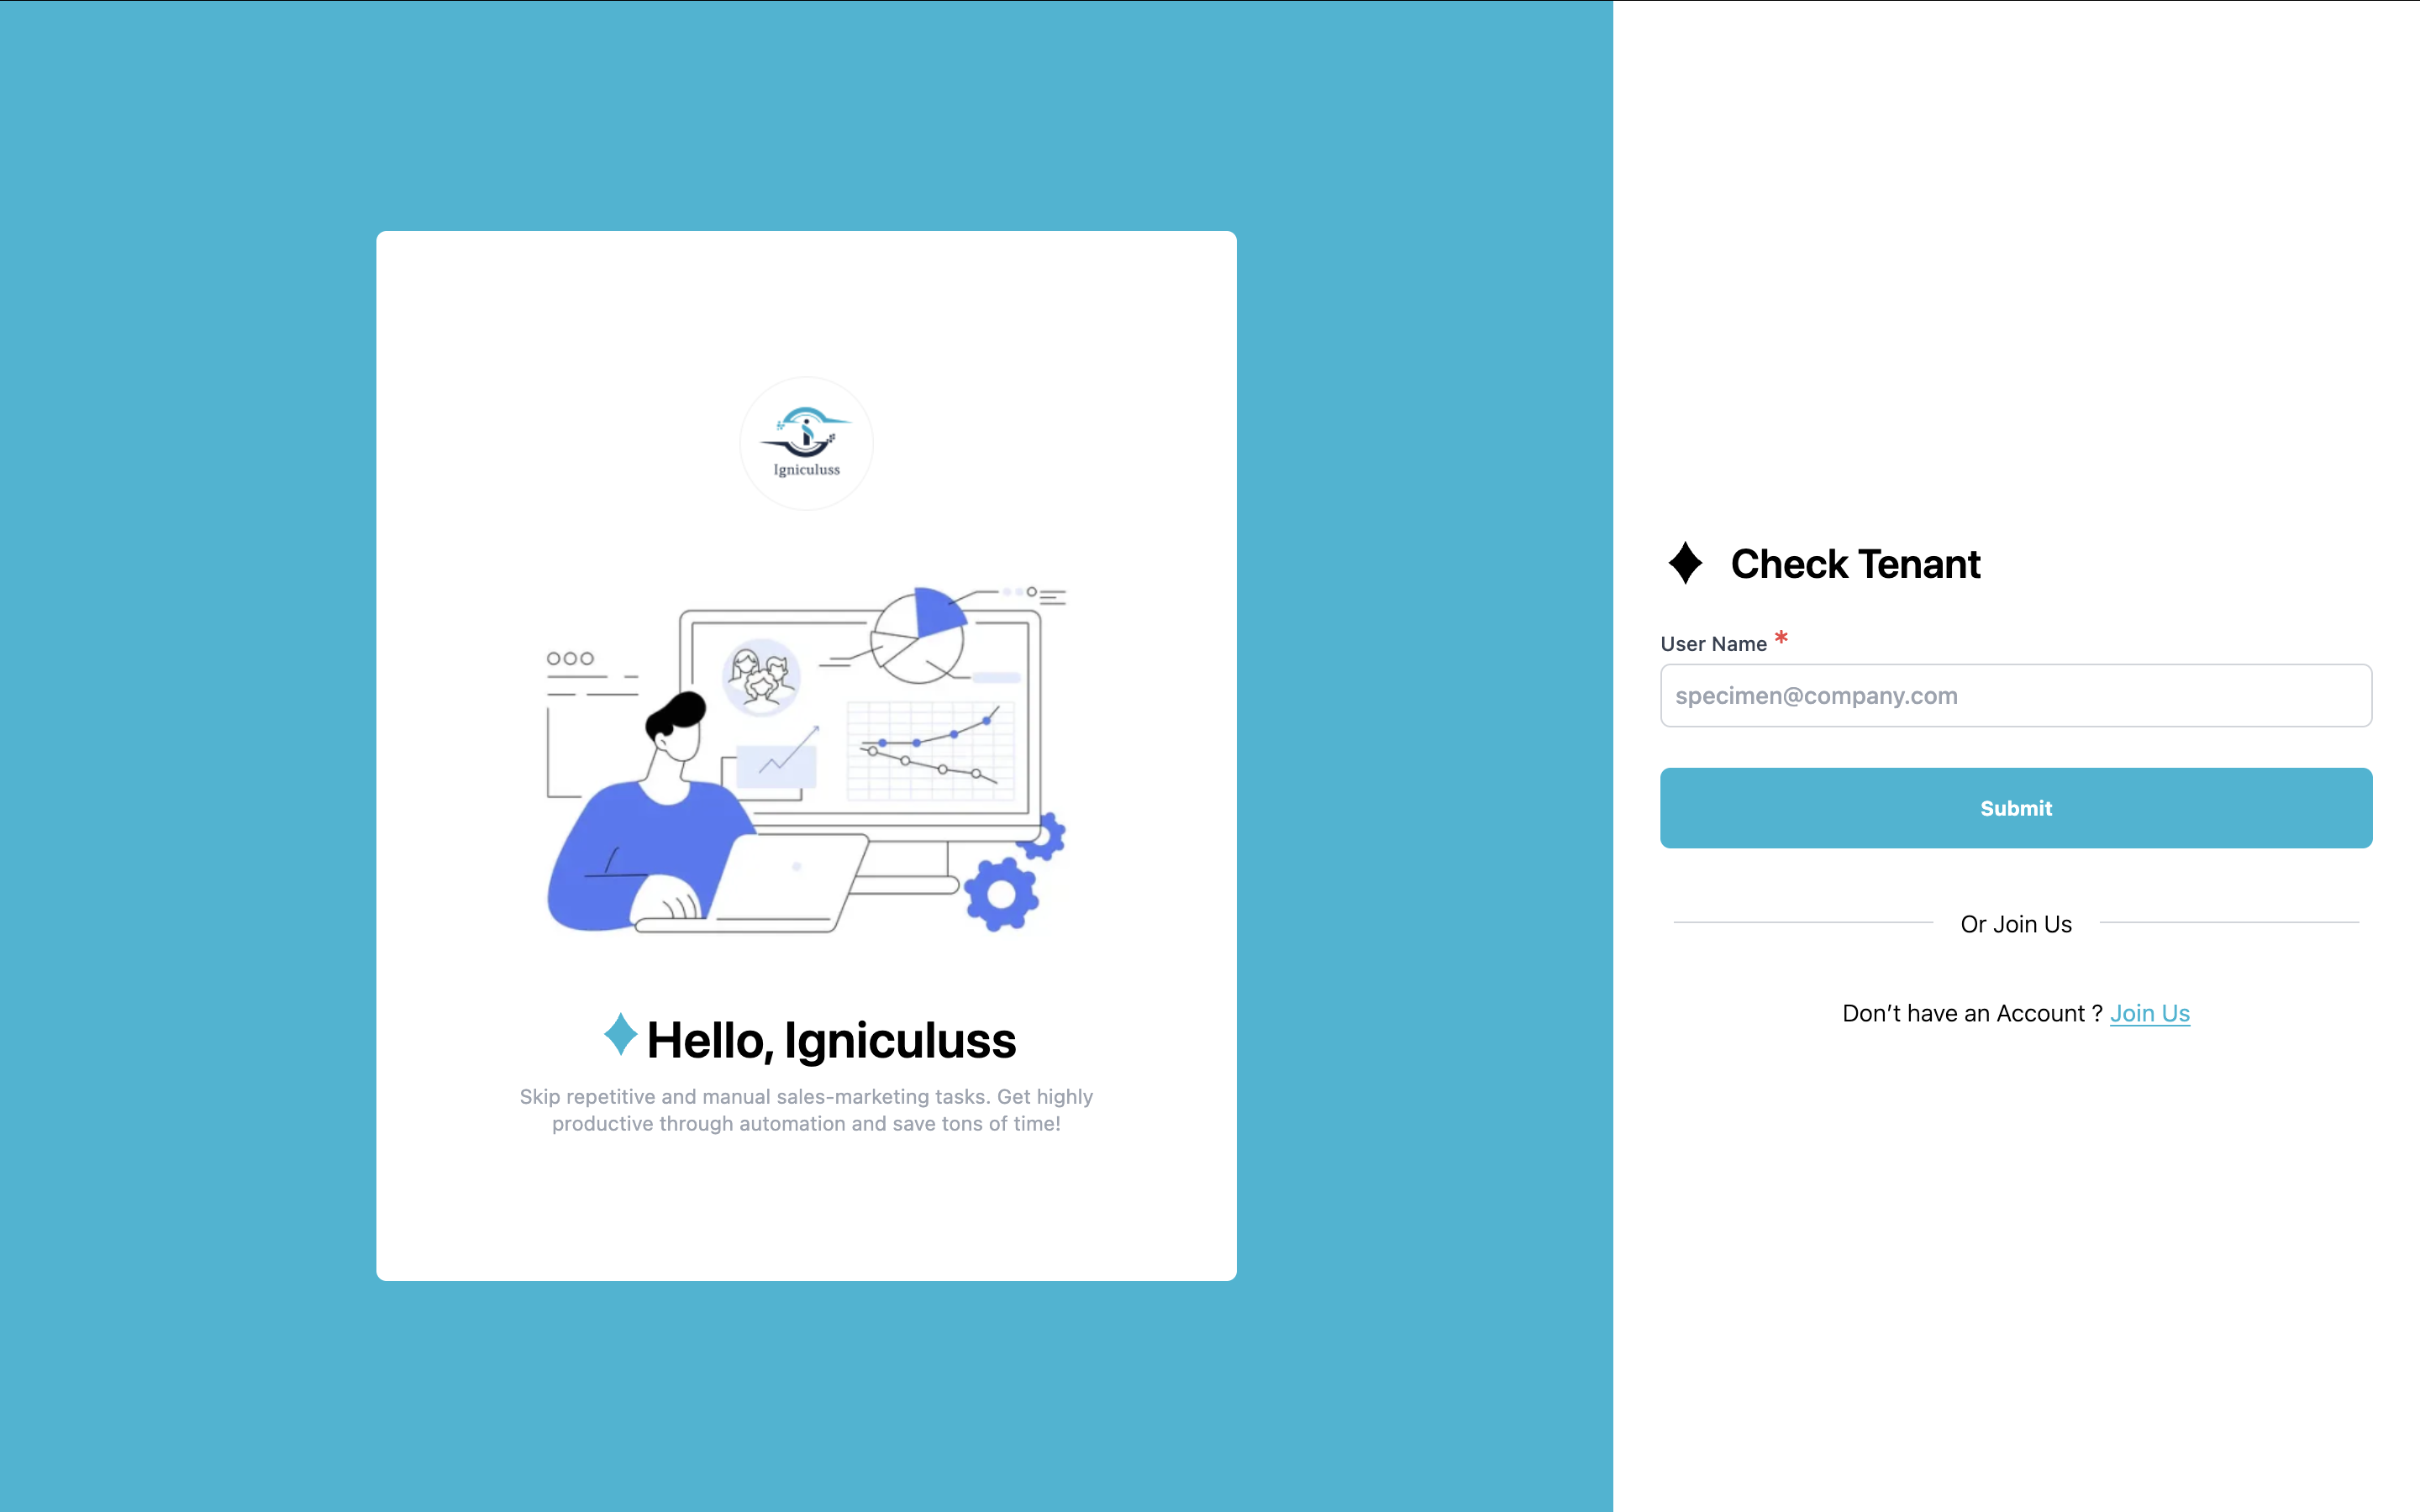 Igniculuss
Hello, Igniculuss
Skip repetitive and manual sales-marketing tasks. Get highly
productive through automation and save tons of time!
Check Tenant
User Name *
specimen@company.com
Submit
Or Join Us
Don’t have an Account ? Join Us